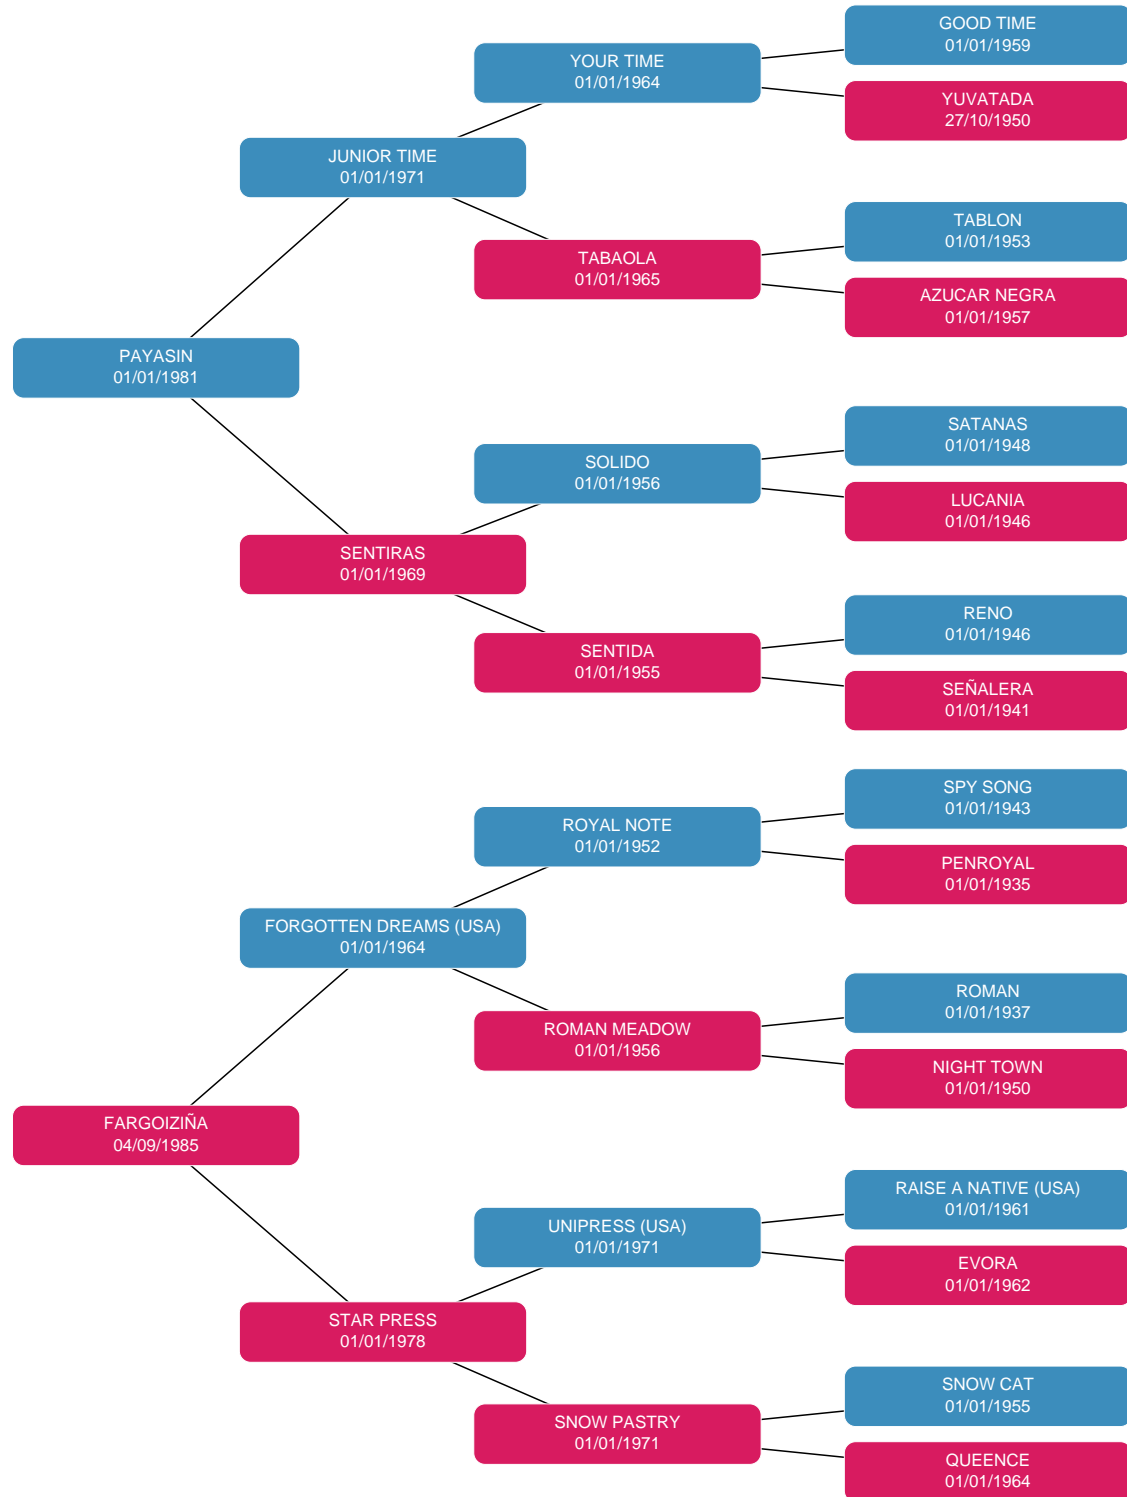 GOOD TIME
01/01/1959
YOUR TIME
01/01/1964
YUVATADA
27/10/1950
JUNIOR TIME
01/01/1971
TABLON
01/01/1953
TABAOLA
01/01/1965
AZUCAR NEGRA
01/01/1957
PAYASIN
01/01/1981
SATANAS
01/01/1948
SOLIDO
01/01/1956
LUCANIA
01/01/1946
SENTIRAS
01/01/1969
RENO
01/01/1946
SENTIDA
01/01/1955
SEÑALERA
01/01/1941
SPY SONG
01/01/1943
ROYAL NOTE
01/01/1952
PENROYAL
01/01/1935
FORGOTTEN DREAMS (USA)
01/01/1964
ROMAN
01/01/1937
ROMAN MEADOW
01/01/1956
NIGHT TOWN
01/01/1950
FARGOIZIÑA
04/09/1985
RAISE A NATIVE (USA)
01/01/1961
UNIPRESS (USA)
01/01/1971
EVORA
01/01/1962
STAR PRESS
01/01/1978
SNOW CAT
01/01/1955
SNOW PASTRY
01/01/1971
QUEENCE
01/01/1964